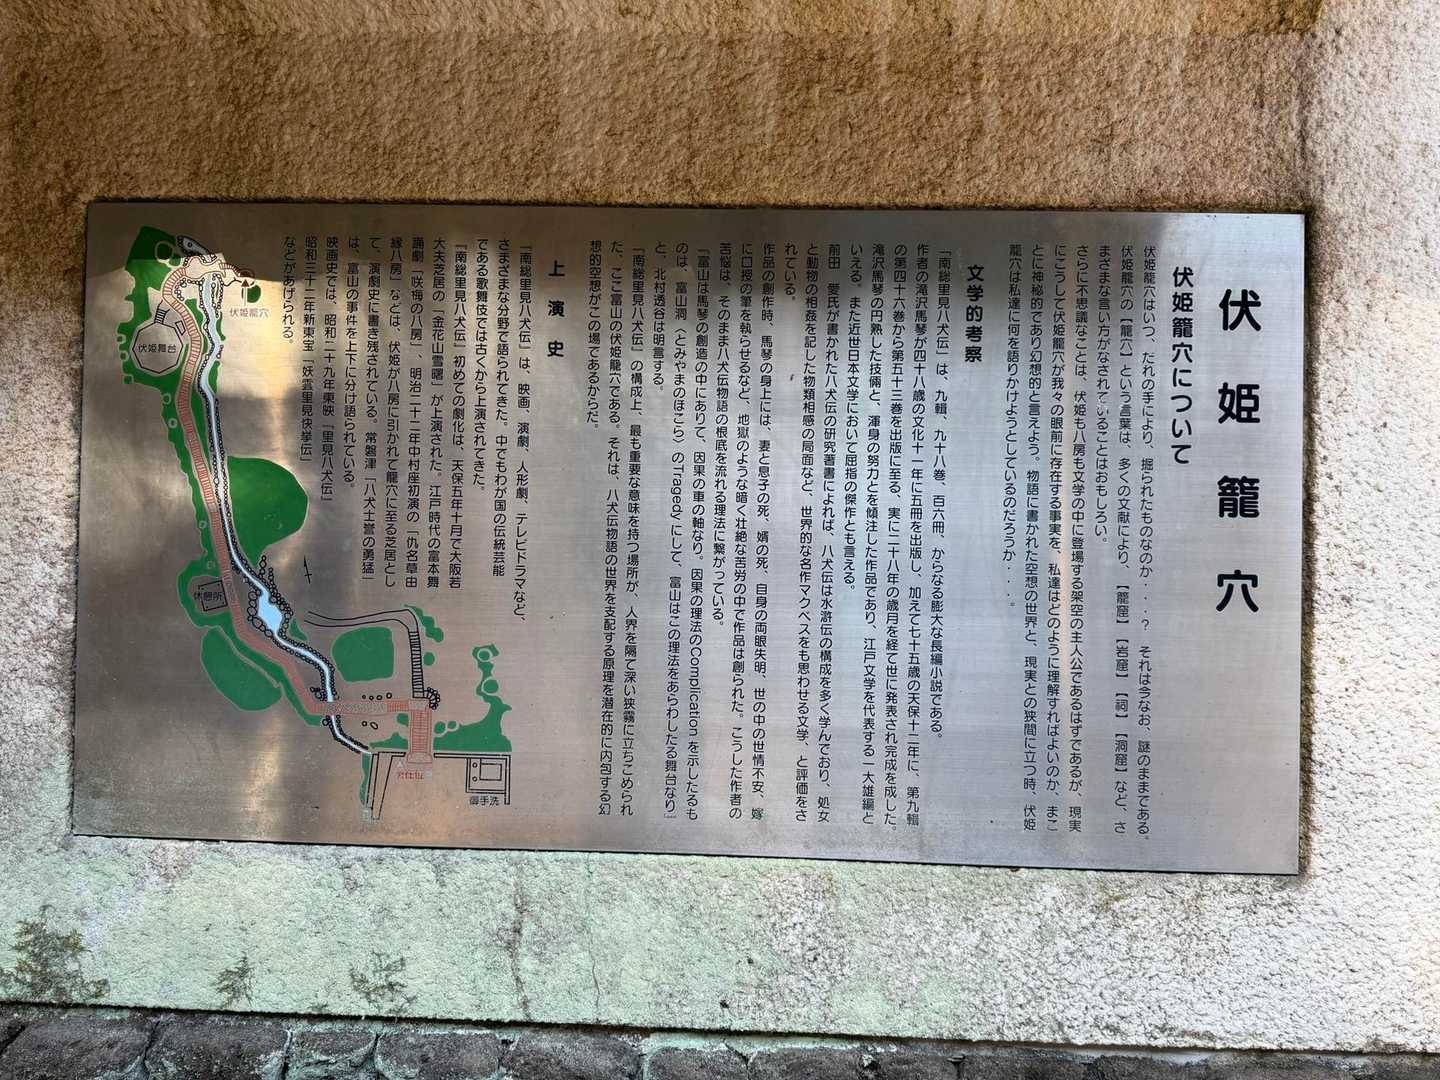 伏姫籠穴
伏姫籠穴について
伏姫籠穴はいつ、だれの手により、掘られたものなのか・・・？　それは今なお、謎のままである。
伏姫籠穴の【籠穴】という言葉は、多くの文献により、【籠窟】【岩窟】【祠】【洞窟】など、さ
まざまな言い方がなされていることはおもしろい。
さらに不思議なことは、伏姫も八房も文学の中に登場する架空の主人公であるはずであるが、現実
にこうして伏姫籠穴が我々の眼前に存在する事実を、私達はどのように理解すればよいのか、まこ
とに神秘的であり幻想的と言えよう。物語に書かれた空想の世界と、現実との狭間に立つ時、伏姫
籠穴は私達に何を語りかけようとしているのだろうか・・・・。
文学的考察
「南総里見八犬伝」は、九輯、九十八巻、百六冊、からなる膨大な長編小説である。
作者の滝沢馬琴が四十八歳の文化十一年に五冊を出版し、加えて七十五歳の天保十二年に、第九輯
の第四十六巻から第五十三巻を出版に至る、実に二十八年の歳月を経て世に発表され完成を成した。
滝沢馬琴の円熟した技倆と、渾身の努力とを傾注した作品であり、江戸文学を代表する一大雄編と
いえる。また近世日本文学において屈指の傑作とも言える。
前田　愛氏が書かれた八犬伝の研究著書によれば、八犬伝は水滸伝の構成を多く学んでおり、処女
と動物の相姦を記した物類相感の局面など、世界的な名作マクベスをも思わせる文学、と評価をさ
れている。
作品の創作時、馬琴の身上には、妻と息子の死、婿の死、自身の両眼失明、世の中の世情不安、嫁
に口授の筆を執らせるなど、地獄のような暗く壮絶な苦労の中で作品は創られた。こうした作者の
苦悩は、そのまま八犬伝物語の根底を流れる理法に繋がっている。
「富山は馬琴の創造の中にありて、因果の車の軸なり。因果の理法のComplicationを示したるも
のは、富山洞（とみやまのほこら）のTragedyにして、富山はこの理法をあらわしたる舞台なり」
と、北村透谷は明言する。
「南総里見八犬伝」の構成上、最も重要な意味を持つ場所が、人界を隔て深い狭霧に立ちこめられ
た、ここ富山の伏姫籠穴である。それは、八犬伝物語の世界を支配する原理を潜在的に内包する幻
想的空想がこの場であるからだ。
上演史
「南総里見八犬伝」は、映画、演劇、人形劇、テレビドラマなど、
さまざまな分野で語られてきた。中でもわが国の伝統芸能
である歌舞伎では古くから上演されてきた。
「南総里見八犬伝」初めての劇化は、天保五年十月で大阪若
大夫芝居の「金花山雪曙」が上演された。江戸時代の富本舞
踊劇「咲梅の八房」、明治二十二年中村座初演の「仇名草由
縁八房」などは、伏姫が八房に引かれて籠穴に至る芝居とし
て、演劇史に書き残されている。常磐津「八犬士誉の勇猛」
は、富山の事件を上下に分け語られている。
映画史では、昭和二十九年東映「里見八犬伝」
昭和三十二年新東宝「妖雲里見快挙伝」
などがあげられる。
伏姫籠穴
伏姫舞台
休憩所
御手洗